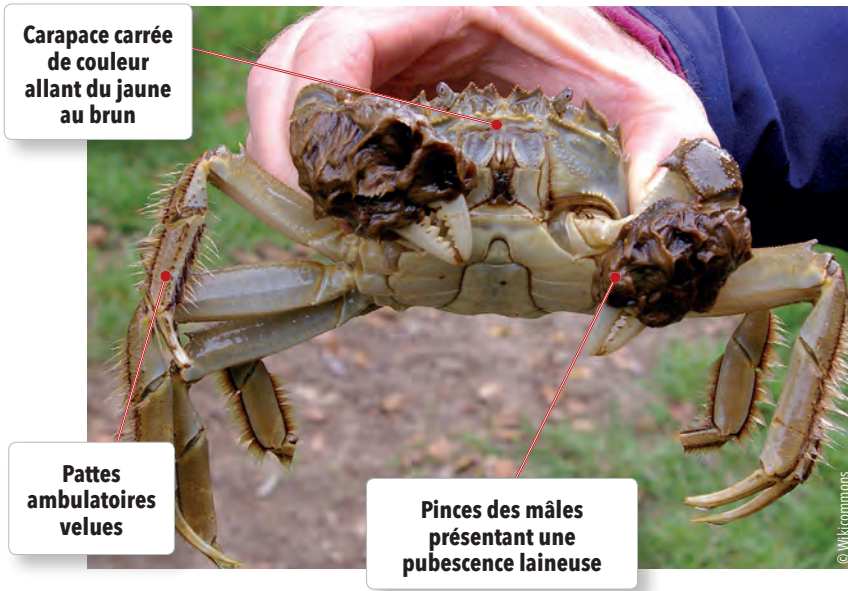 Carapace carrée
de couleur
allant du jaune
au brun
Pattes
ambulatoires
velues
Pinces des mâles
présentant une
pubescence laineuse
© Wikicommons